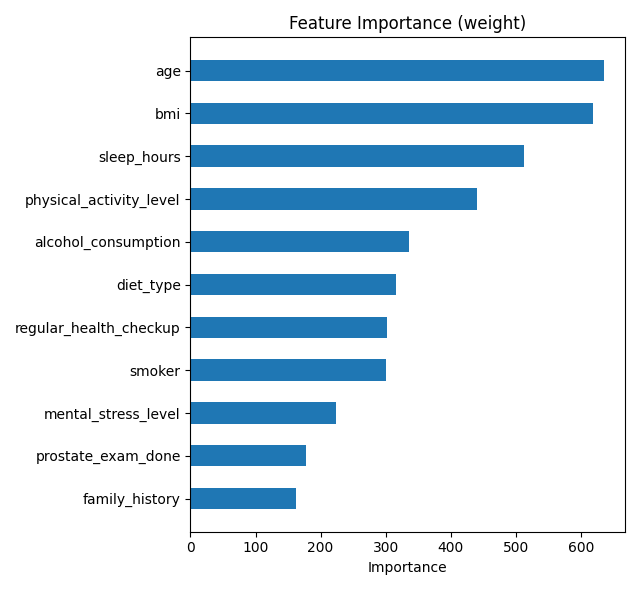 Feature Importance (weight)
age
bmi
sleep_hours
physical_activity_level
alcohol_consumption
diet_type
regular_health_checkup
smoker
mental_stress_level
prostate_exam_done
family_history
0 100 200 300 400 500 600
Importance